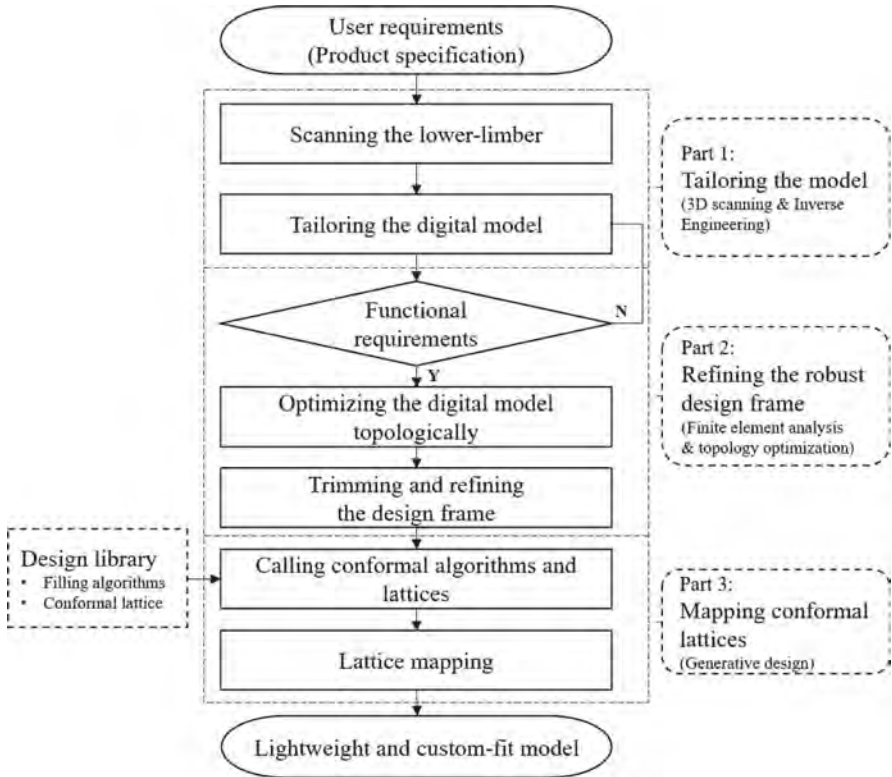 User requirements
(Product specification)
Scanning the lower-limber
Part 1:
Tailoring the model
(3D scanning & Inverse
Engineering)
Tailoring the digital model
Functional
requirements
N
Y
Part 2:
Refining the robust
design frame
(Finite element analysis
& topology optimization)
Optimizing the digital model
topologically
Trimming and refining
the design frame
Design library
▪ Filling algorithms
▪ Conformal lattice
Calling conformal algorithms and
lattices
Part 3:
Mapping conformal
lattices
(Generative design)
Lattice mapping
Lightweight and custom-fit model